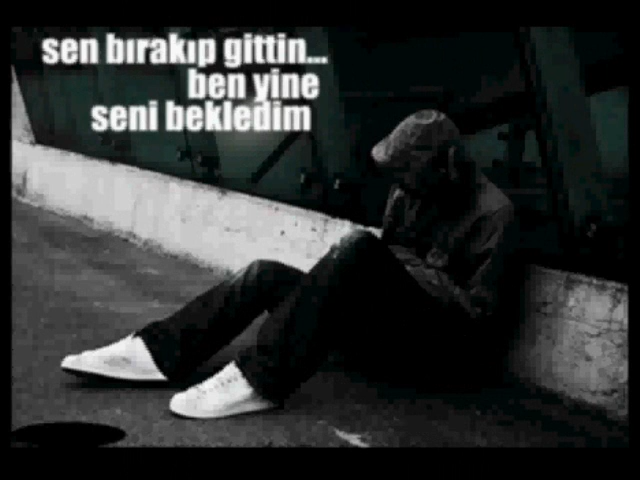 sen bırakıp gittin...
ben yine
seni bekledim